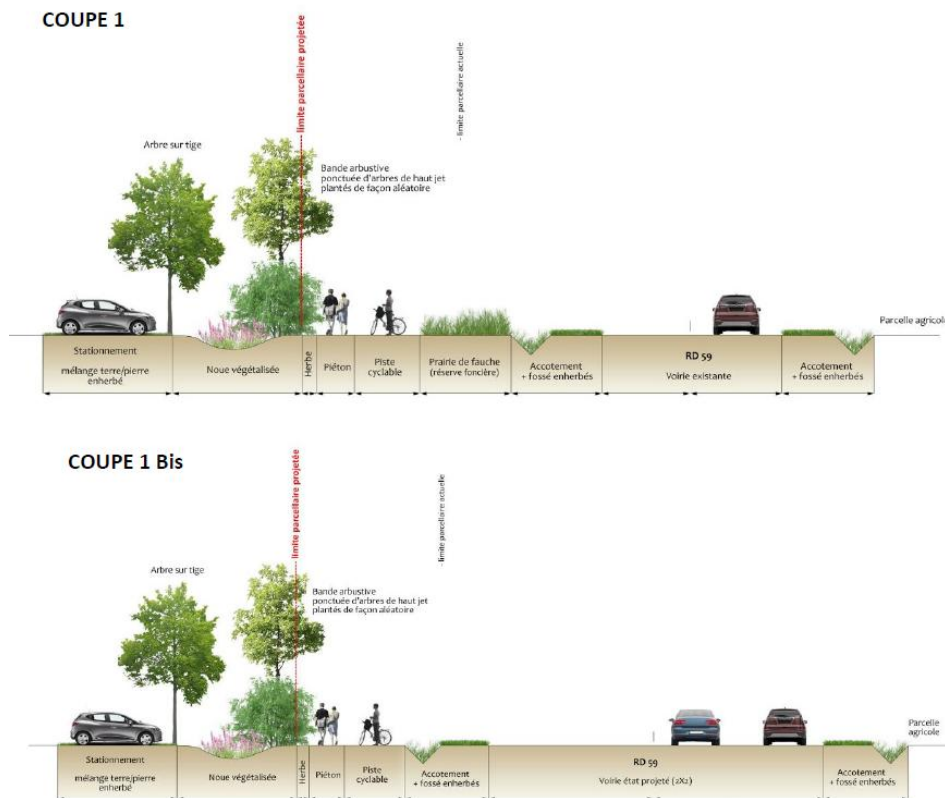 COUPE 1
limite parcellaire projetée
- limite parcellaire actuelle
Arbre sur tige
Bande arbustive
ponctuée d'arbres de haut jet
plantés de façon aléatoire
Parcelle agricole
Stationnement
mélange terre/pierre
enherbé
Noue végétalisée
Herbe
Piéton
Piste
cyclable
Prairie de fauche
(réserve foncière)
Accotement
+ fossé enherbés
RD 59
Voirie existante
Accotement
+ fossé enherbés
COUPE 1 Bis
limite parcellaire projetée
- limite parcellaire actuelle
Arbre sur tige
Bande arbustive
ponctuée d'arbres de haut jet
plantés de façon aléatoire
Parcelle
agricole
Stationnement
mélange terre/pierre
enherbé
Noue végétalisée
Herbe
Piéton
Piste
cyclable
Accotement
+ fossé enherbés
RD 59
Voirie état projeté (2X2)
Accotement
+ fossé enherbés